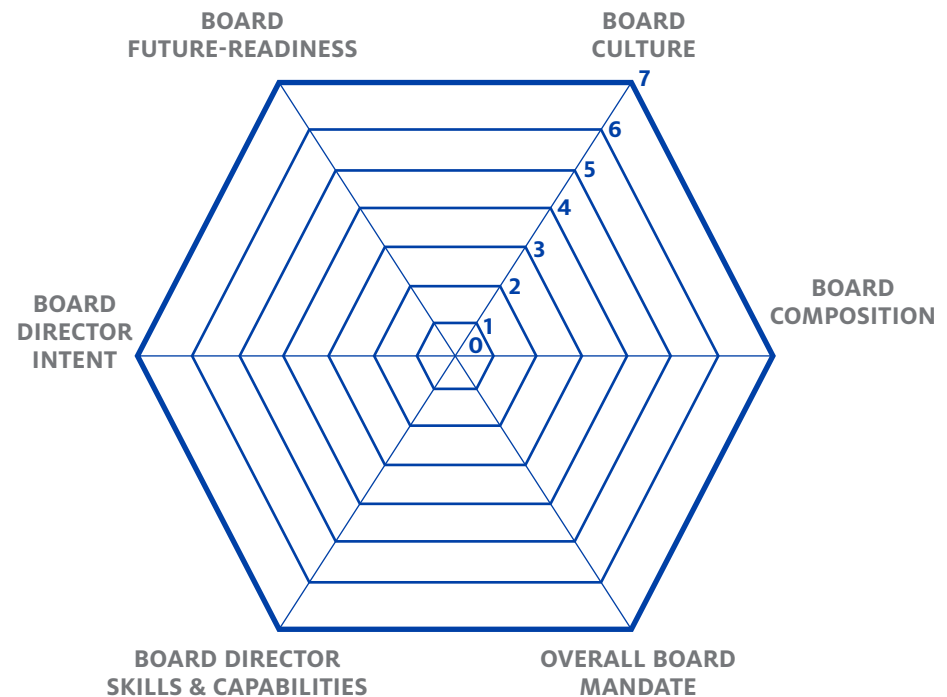 BOARD
FUTURE-READINESS
BOARD
CULTURE
7
6
5
4
3
2
1
0
BOARD
COMPOSITION
BOARD
DIRECTOR
INTENT
BOARD DIRECTOR
SKILLS & CAPABILITIES
OVERALL BOARD
MANDATE